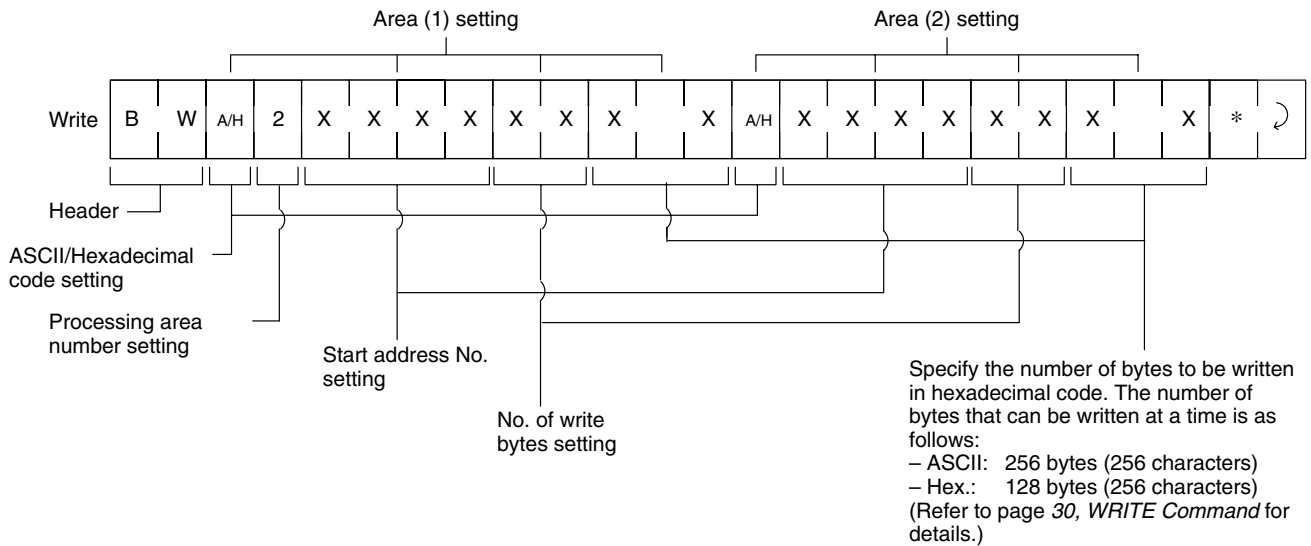 Area (1) setting Area (2) setting
Write B W A/H 2 X X X X X X X X A/H X X X X X X X X *
Header
ASCII/Hexadecimal
code setting
Processing area
number setting
Start address No.
setting
No. of write
bytes setting
Specify the number of bytes to be written
in hexadecimal code. The number of
bytes that can be written at a time is as
follows:
– ASCII: 256 bytes (256 characters)
– Hex.: 128 bytes (256 characters)
(Refer to page 30, WRITE Command for
details.)